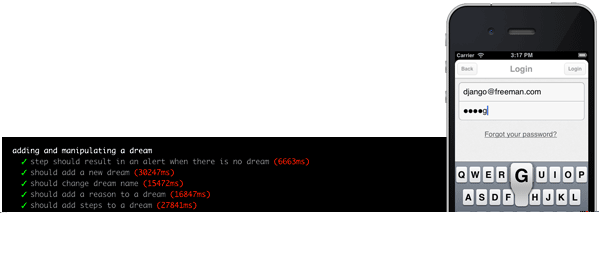 adding and manipulating a dream
✓ step should result in an alert when there is no dream (6663ms)
✓ should add a new dream (30247ms)
✓ should change dream name (15472ms)
✓ should add a reason to a dream (16847ms)
✓ should add steps to a dream (27841ms)
Carrier 3:17 PM
Back Login Login
django@freeman.com
●●●●g
Forgot your password?
Q W E R G U I O P
A S D F H J K L